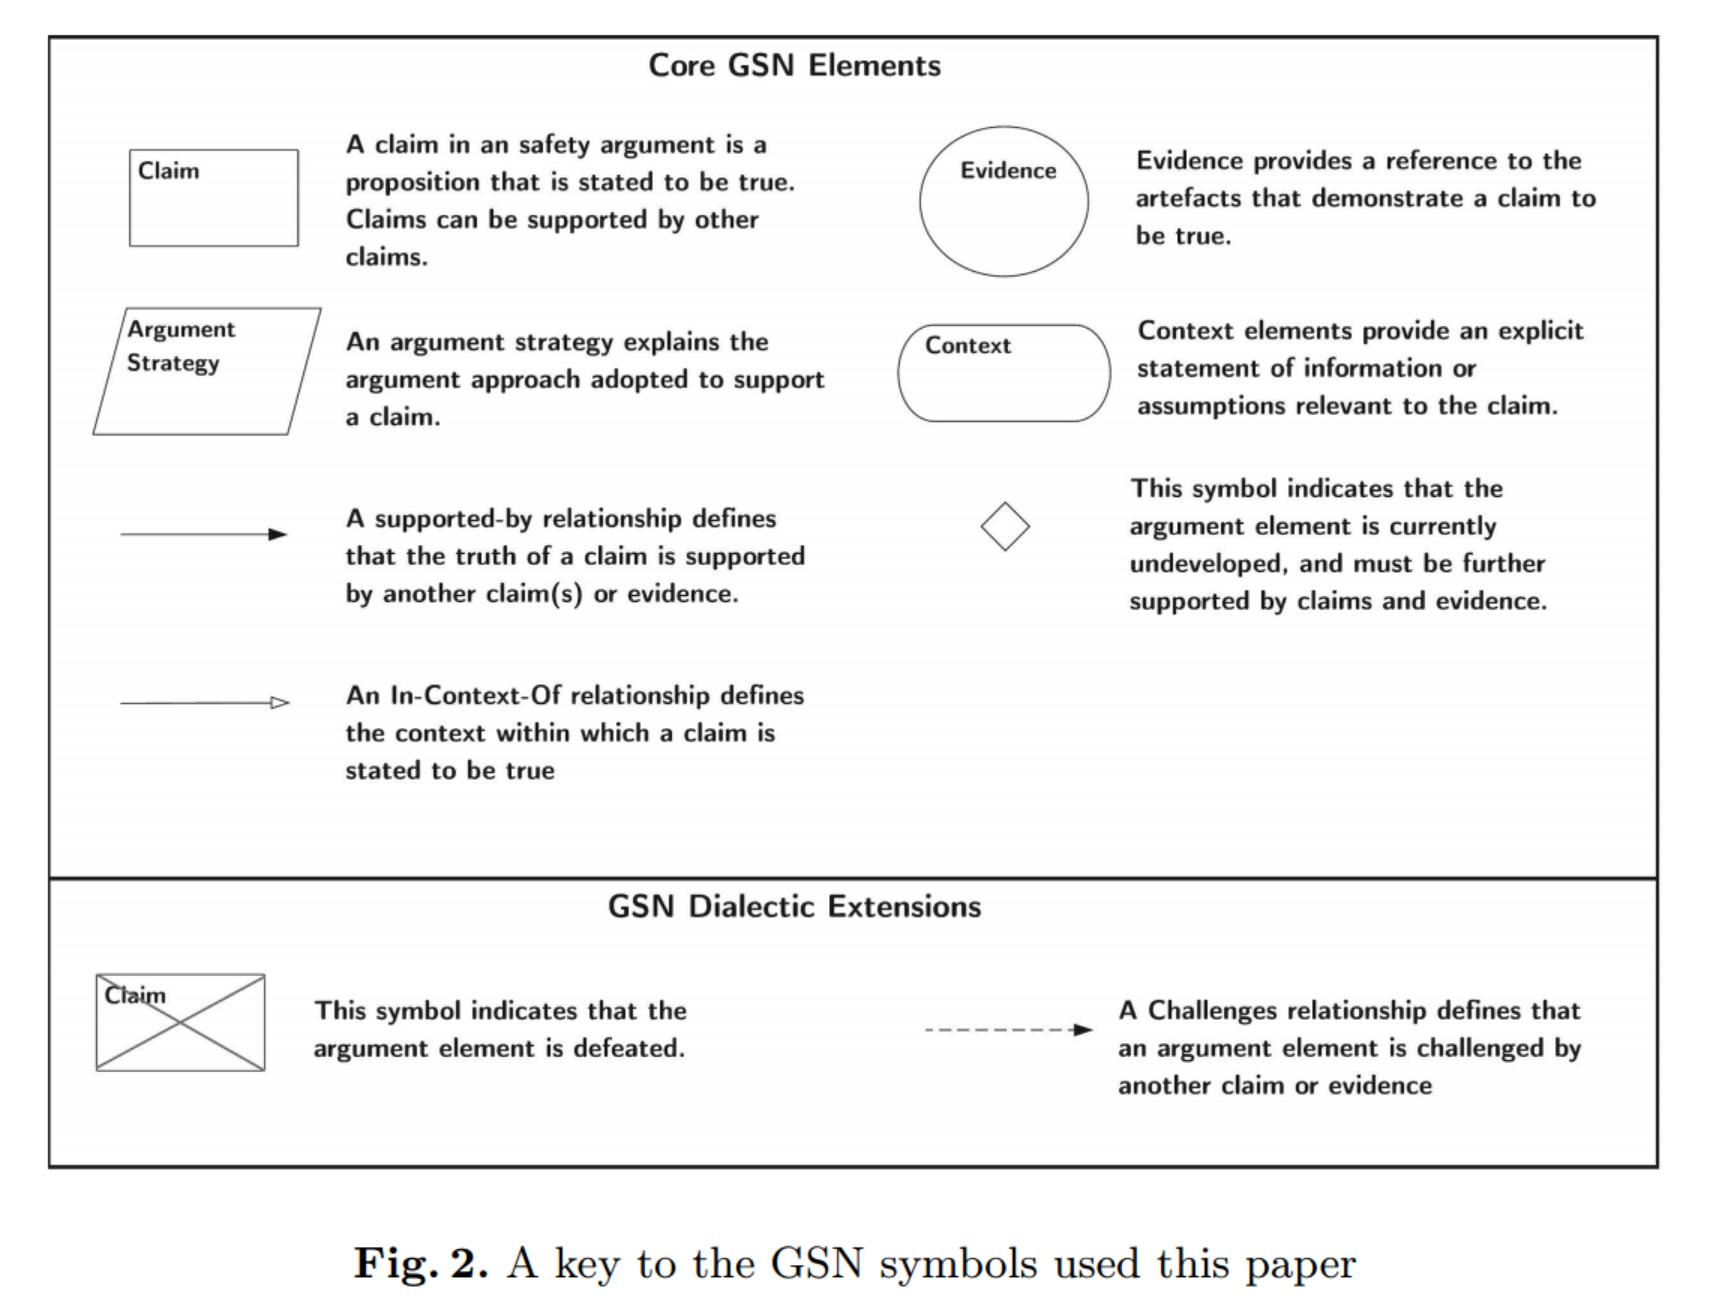 Core GSN Elements
Claim
A claim in an safety argument is a
proposition that is stated to be true.
Claims can be supported by other
claims.
Evidence
Evidence provides a reference to the
artefacts that demonstrate a claim to
be true.
Argument
Strategy
An argument strategy explains the
argument approach adopted to support
a claim.
Context
Context elements provide an explicit
statement of information or
assumptions relevant to the claim.
A supported-by relationship defines
that the truth of a claim is supported
by another claim(s) or evidence.
This symbol indicates that the
argument element is currently
undeveloped, and must be further
supported by claims and evidence.
An In-Context-Of relationship defines
the context within which a claim is
stated to be true
GSN Dialectic Extensions
Claim
This symbol indicates that the
argument element is defeated.
A Challenges relationship defines that
an argument element is challenged by
another claim or evidence
Fig. 2. A key to the GSN symbols used this paper